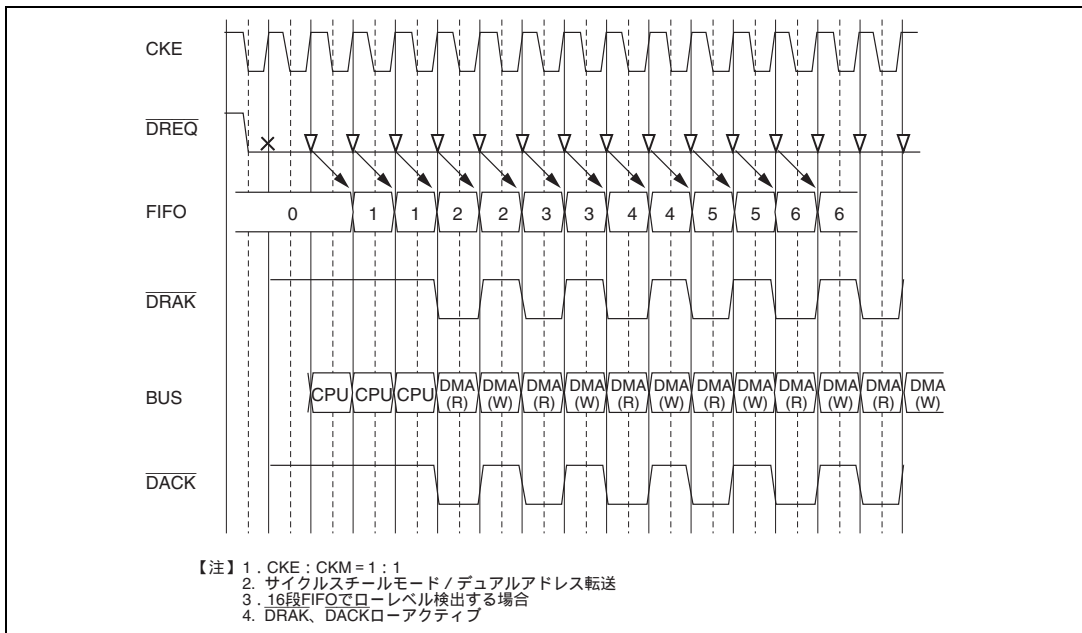 CKE
DREQ
FIFO 0 1 1 2 2 3 3 4 4 5 5 6 6
DRAK
BUS CPU CPU CPU DMA (R) DMA (W) DMA (R) DMA (W) DMA (R) DMA (W) DMA (R) DMA (W) DMA (R) DMA (W) DMA (R) DMA (W)
DACK
【注】1 . CKE : CKM = 1 : 1
2. サイクルスチールモード / デュアルアドレス転送
3 . 16段FIFOでローレベル検出する場合
4. DRAK、DACKローアクティブ